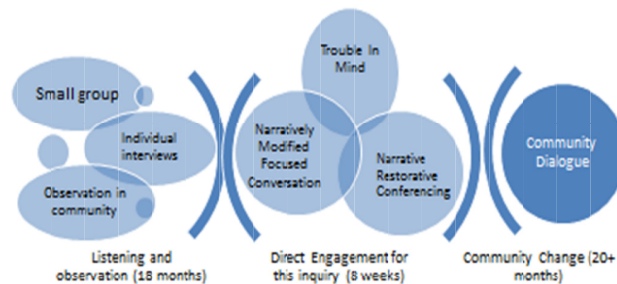 Small group
Individual
interviews
Observation in
community
Trouble In
Mind
Narratively
Modified
Focused
Conversation
Narrative
Restorative
Conferencing
Community
Dialogue
Listening and
observation (18 months)
Direct Engagement for
this inquiry (8 weeks)
Community Change (20+
months)